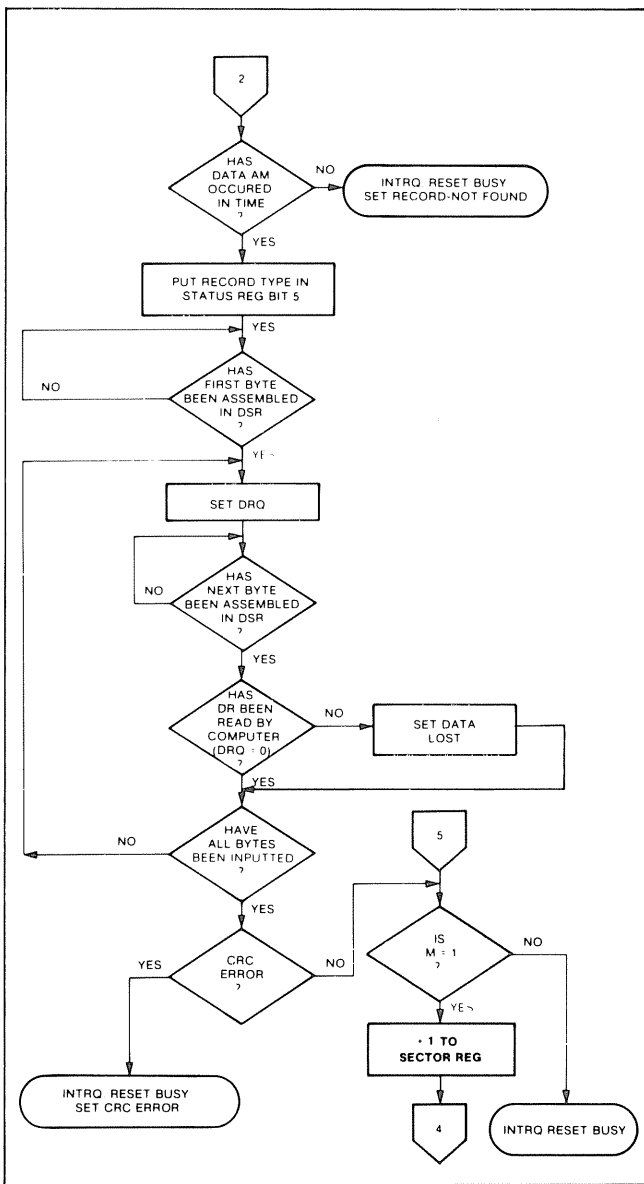 2
HAS
DATA AM
OCCURED
IN TIME
?
NO
INTRQ RESET BUSY
SET RECORD-NOT FOUND
YES
PUT RECORD TYPE IN
STATUS REG BIT 5
YES
NO
HAS
FIRST BYTE
BEEN ASSEMBLED
IN DSR
?
YES
SET DRQ
NO
HAS
NEXT BYTE
BEEN ASSEMBLED
IN DSR
?
YES
HAS
DR BEEN
READ BY
COMPUTER
(DRQ = 0)
?
NO
SET DATA
LOST
YES
NO
HAVE
ALL BYTES
BEEN INPUTTED
?
YES
5
YES
CRC
ERROR
?
NO
IS
M = 1
?
NO
YES
+ 1 TO
SECTOR REG
INTRQ RESET BUSY
SET CRC ERROR
4
INTRQ RESET BUSY